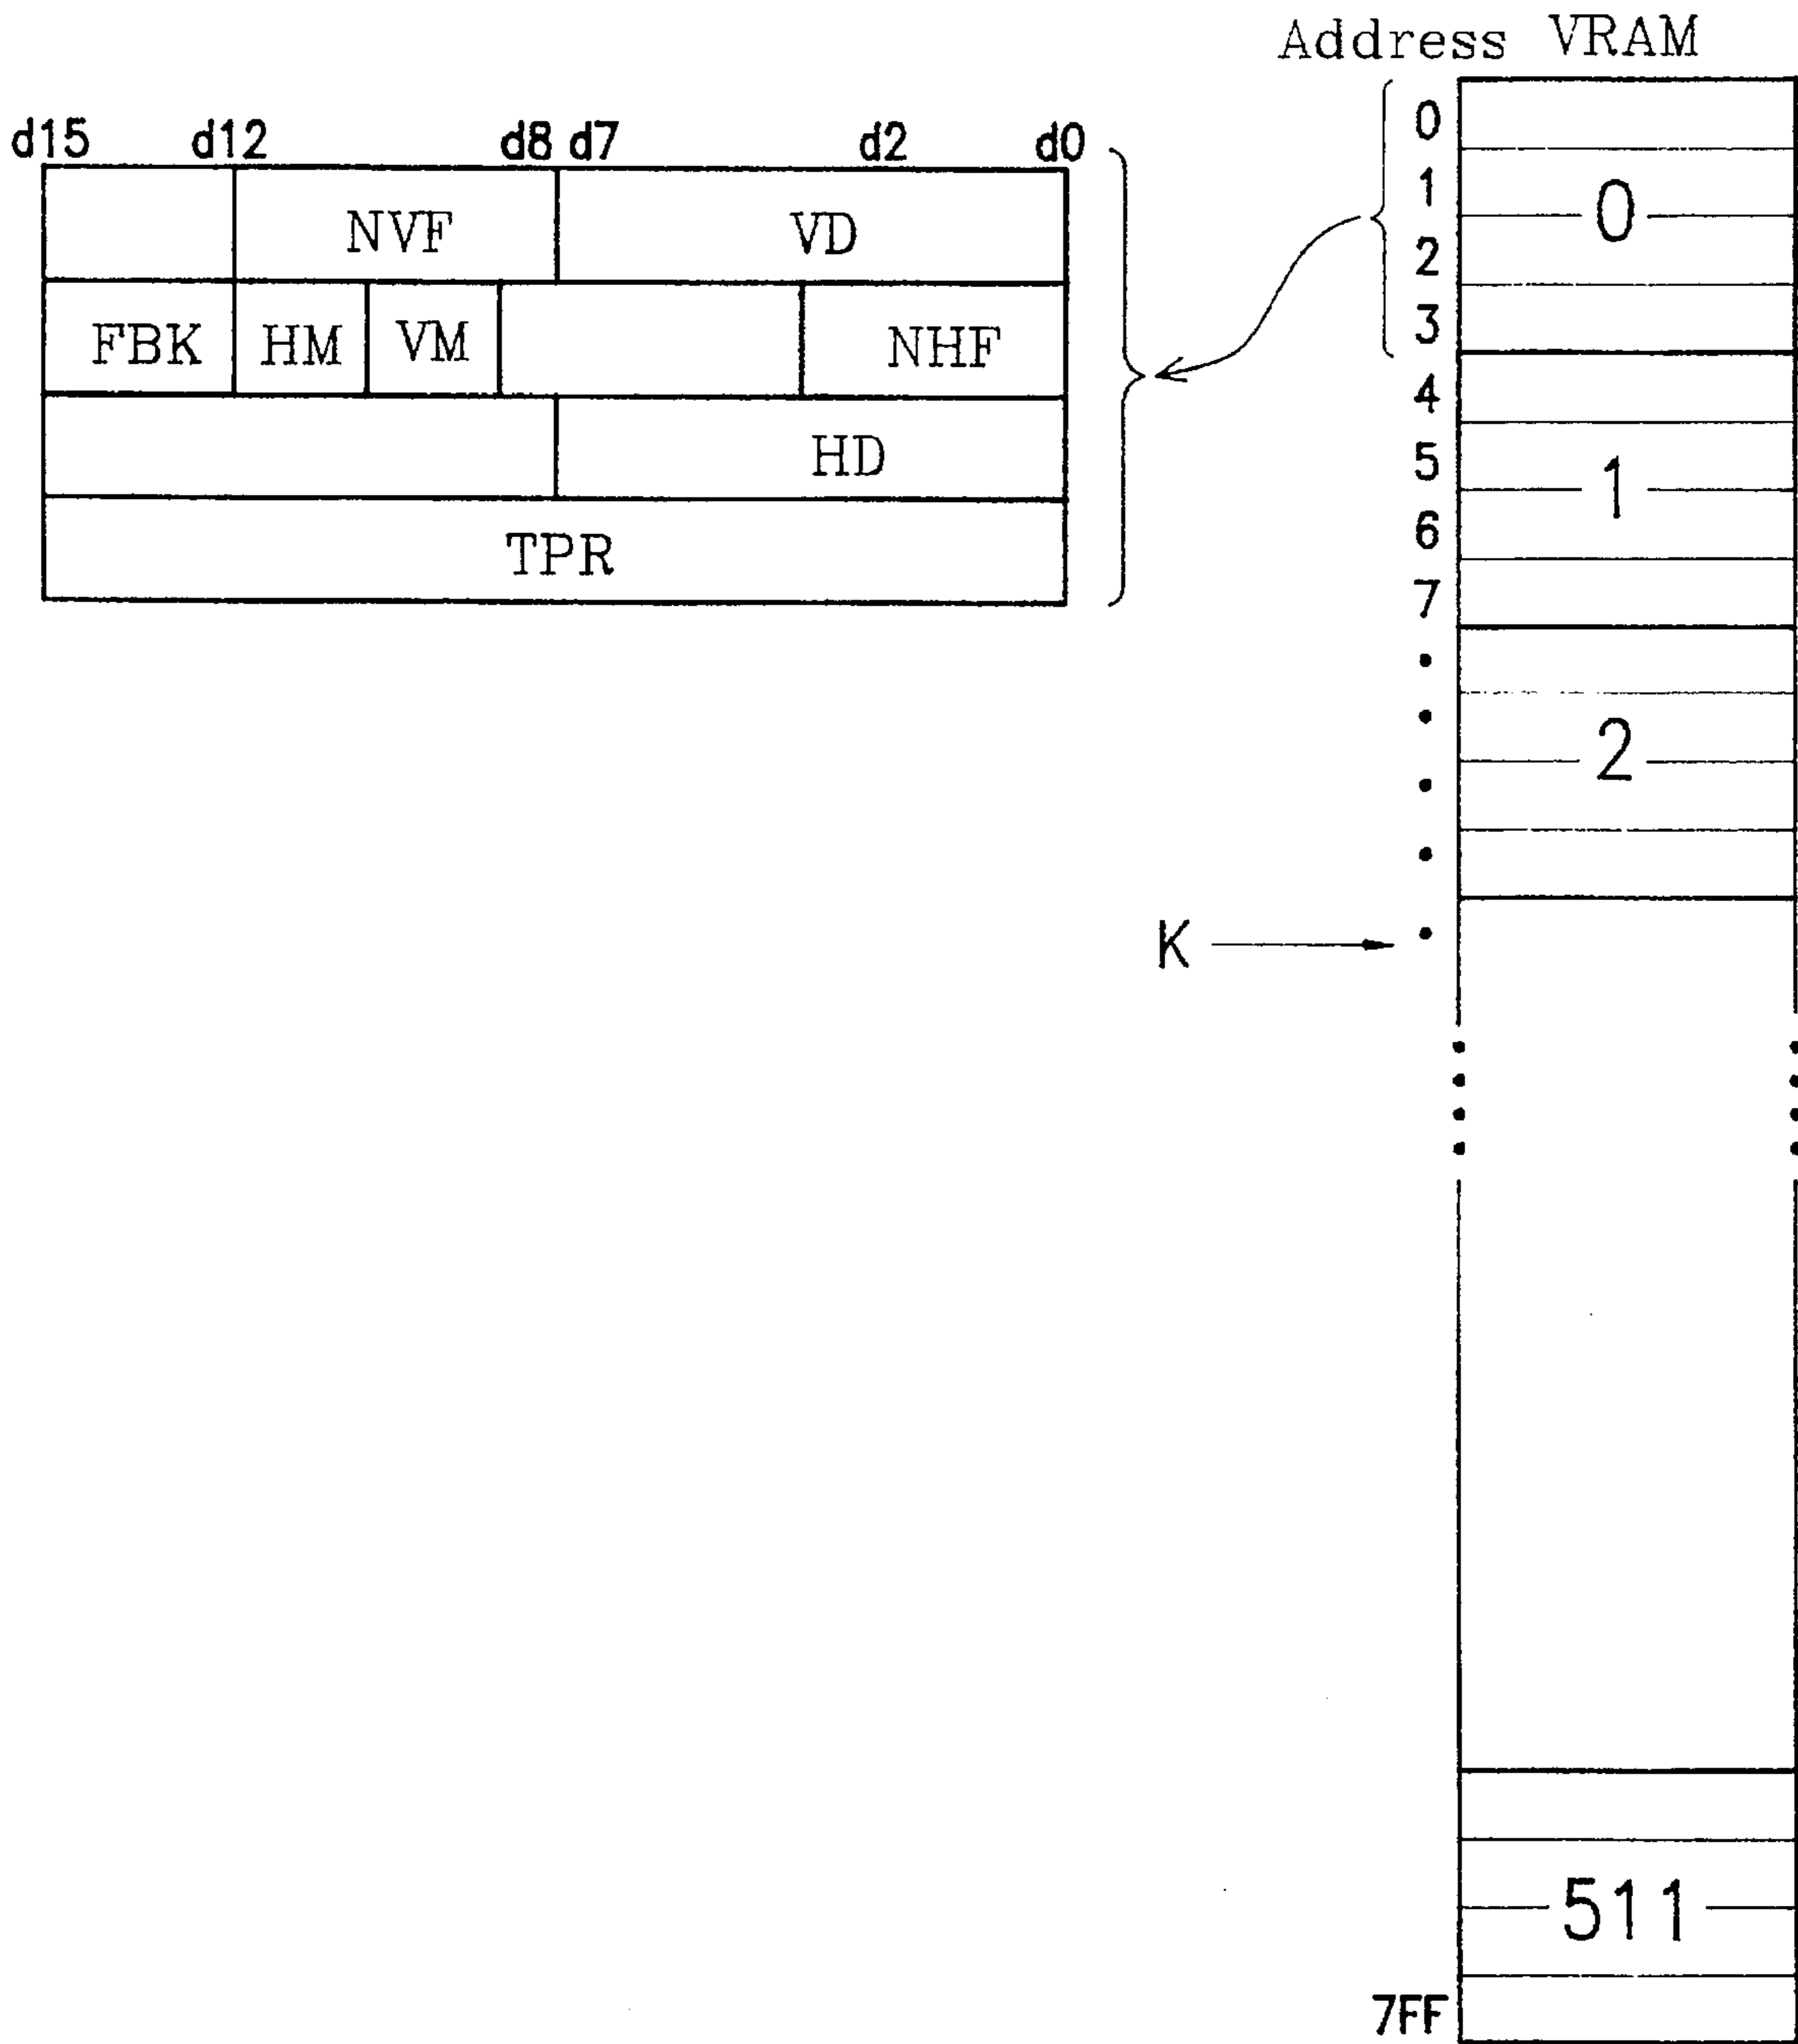 Address VRAM
d15 d12 d8 d7 d2 d0
NVF VD
FBK HM VM NHF
HD
TPR
0
1
2
3
4
5
6
7
0
1
2
K
511
7FF